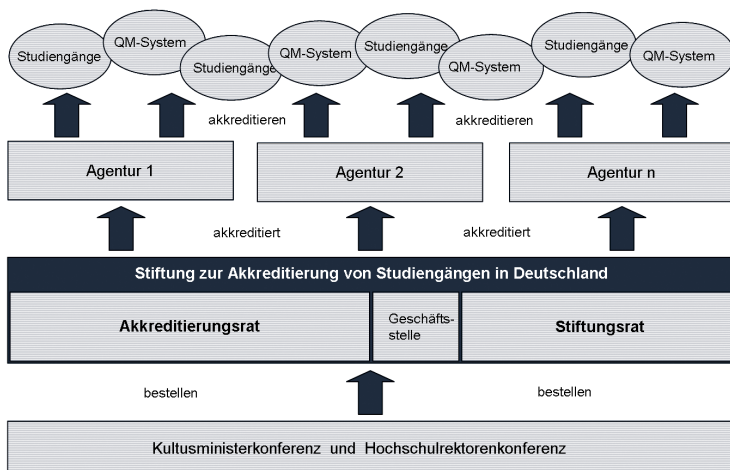 Studiengänge
QM-System
Studiengänge
QM-System
Studiengänge
QM-System
Studiengänge
QM-System
akkreditieren
akkreditieren
Agentur 1
Agentur 2
Agentur n
akkreditiert
akkreditiert
Stiftung zur Akkreditierung von Studiengängen in Deutschland
Akkreditierungsrat
Geschäfts-
stelle
Stiftungsrat
bestellen
bestellen
Kultusministerkonferenz und Hochschulrektorenkonferenz